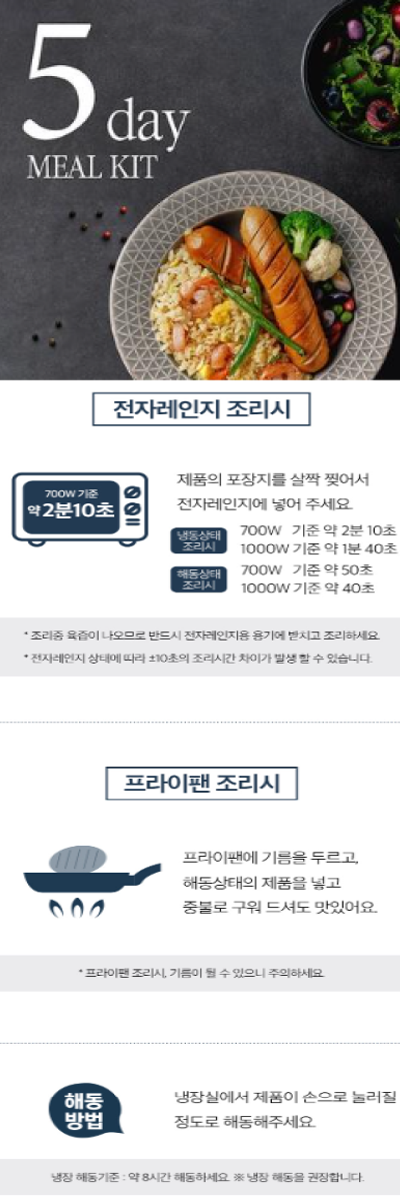 5 day
MEAL KIT
전자레인지 조리시
700W 기준
약 2분10초
제품의 포장지를 살짝 찢어서
전자레인지에 넣어 주세요.
냉동상태
조리시
700W 기준 약 2분 10초
1000W 기준 약 1분 40초
해동상태
조리시
700W 기준 약 50초
1000W 기준 약 40초
* 조리중 육즙이 나오므로 반드시 전자레인지용 용기에 받치고 조리하세요.
* 전자레인지 상태에 따라 ±10초의 조리시간 차이가 발생 할 수 있습니다.
프라이팬 조리시
프라이팬에 기름을 두르고,
해동상태의 제품을 넣고
중불로 구워 드셔도 맛있어요.
* 프라이팬 조리시, 기름이 튈 수 있으니 주의하세요.
해동
방법
냉장실에서 제품이 손으로 눌러질
정도로 해동해주세요.
냉장 해동기준 : 약 8시간 해동하세요. ※ 냉장 해동을 권장합니다.